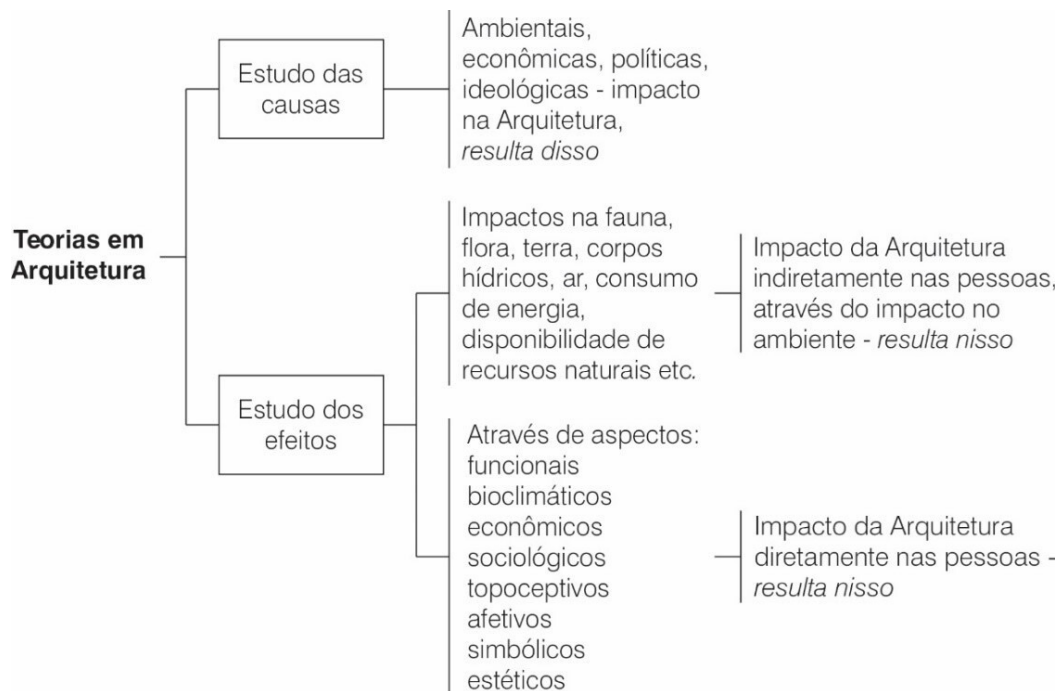 Teorias em
Arquitetura
Estudo das
causas
Ambientais,
econômicas, políticas,
ideológicas - impacto
na Arquitetura,
resulta disso
Estudo dos
efeitos
Impactos na fauna,
flora, terra, corpos
hídricos, ar, consumo
de energia,
disponibilidade de
recursos naturais etc.
Impacto da Arquitetura
indiretamente nas pessoas,
através do impacto no
ambiente - resulta nisso
Através de aspectos:
funcionais
bioclimáticos
econômicos
sociológicos
topoceptivos
afetivos
simbólicos
estéticos
Impacto da Arquitetura
diretamente nas pessoas -
resulta nisso